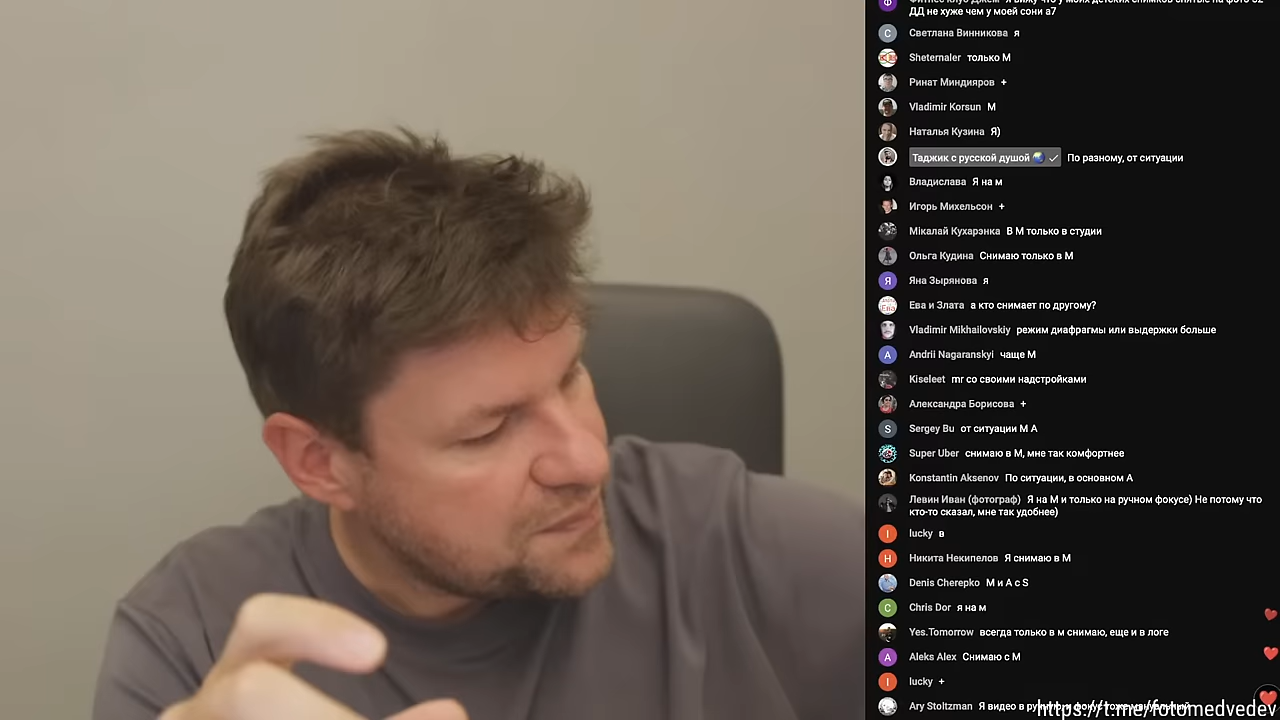 ДД не хуже чем у моей сони а7
С Светлана Винникова я
Sheternaler только М
Ринат Миндияров +
Vladimir Korsun М
Наталья Кузина Я)
Таджик с русской душой По разному, от ситуации
Владислава Я на м
Игорь Михельсон +
Мікалай Кухарэнка В М только в студии
Ольга Кудина Снимаю только в М
Я Яна Зырянова я
Ева и Злата а кто снимает по другому?
Vladimir Mikhailovskiy режим диафрагмы или выдержки больше
A Andrii Nagaranskyi чаще М
Kiseleet mr со своими надстройками
Александра Борисова +
S Sergey Bu от ситуации М А
Super Uber снимаю в М, мне так комфортнее
Konstantin Aksenov По ситуации, в основном А
Левин Иван (фотограф) Я на М и только на ручном фокусе) Не потому что
кто-то сказал, мне так удобнее)
l lucky в
Н Никита Некипелов Я снимаю в М
Denis Cherepko М и А с S
C Chris Dor я на м
Yes.Tomorrow всегда только в м снимаю, еще и в логе
A Aleks Alex Снимаю с М
l lucky +
Ary Stoltzman Я видео в
https://t.me/fotomedvedev